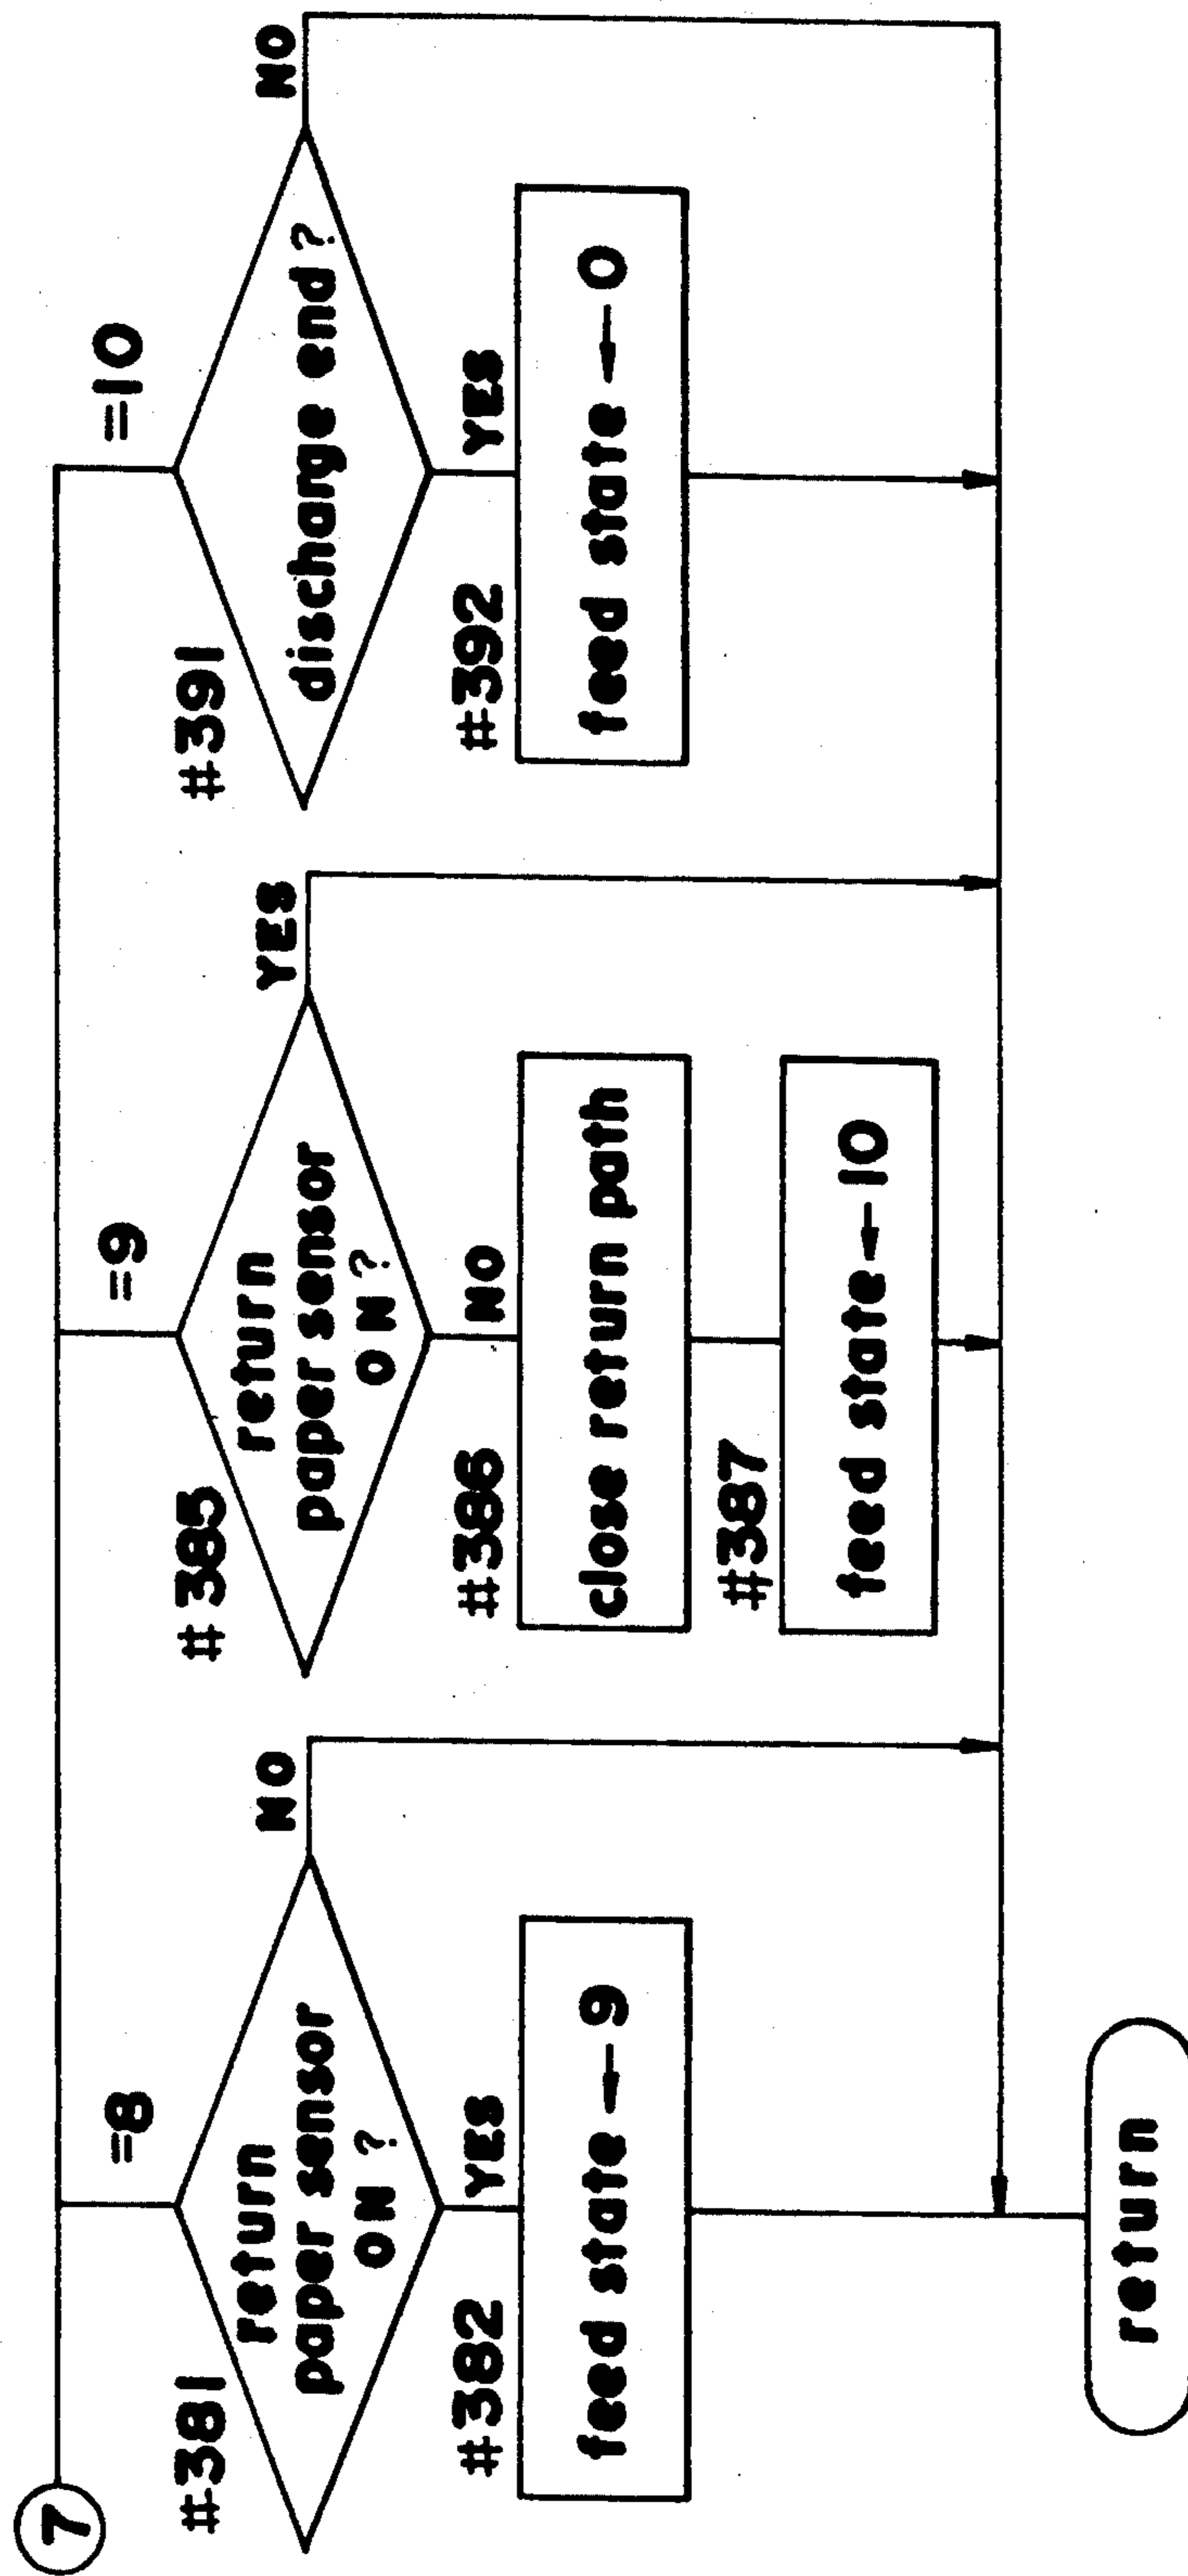 7
=8
#381
return
paper sensor
ON?
NO
YES
#382
feed state ← 9
=9
#385
return
paper sensor
ON?
YES
NO
#386
close return path
#387
feed state ← 10
=10
#391
discharge end?
NO
YES
#392
feed state ← 0
return